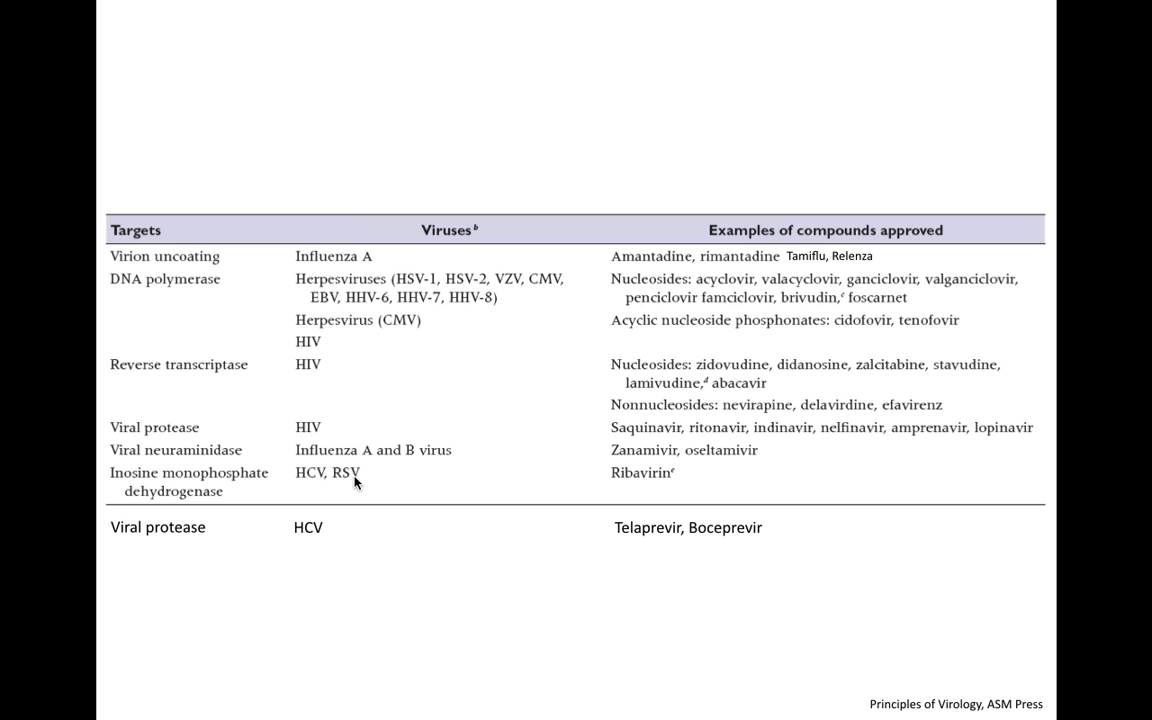 Targets Viruses b Examples of compounds approved
Virion uncoating Influenza A Amantadine, rimantadine Tamiflu, Relenza
DNA polymerase Herpesviruses (HSV-1, HSV-2, VZV, CMV, Nucleosides: acyclovir, valacyclovir, ganciclovir, valganciclovir,
EBV, HHV-6, HHV-7, HHV-8) penciclovir famciclovir, brivudin,c foscarnet
Herpesvirus (CMV) Acyclic nucleoside phosphonates: cidofovir, tenofovir
HIV
Reverse transcriptase HIV Nucleosides: zidovudine, didanosine, zalcitabine, stavudine,
lamivudine,d abacavir
Nonnucleosides: nevirapine, delavirdine, efavirenz
Viral protease HIV Saquinavir, ritonavir, indinavir, nelfinavir, amprenavir, lopinavir
Viral neuraminidase Influenza A and B virus Zanamivir, oseltamivir
Inosine monophosphate HCV, RSV Ribavirin e
dehydrogenase
Viral protease HCV Telaprevir, Boceprevir
Principles of Virology, ASM Press